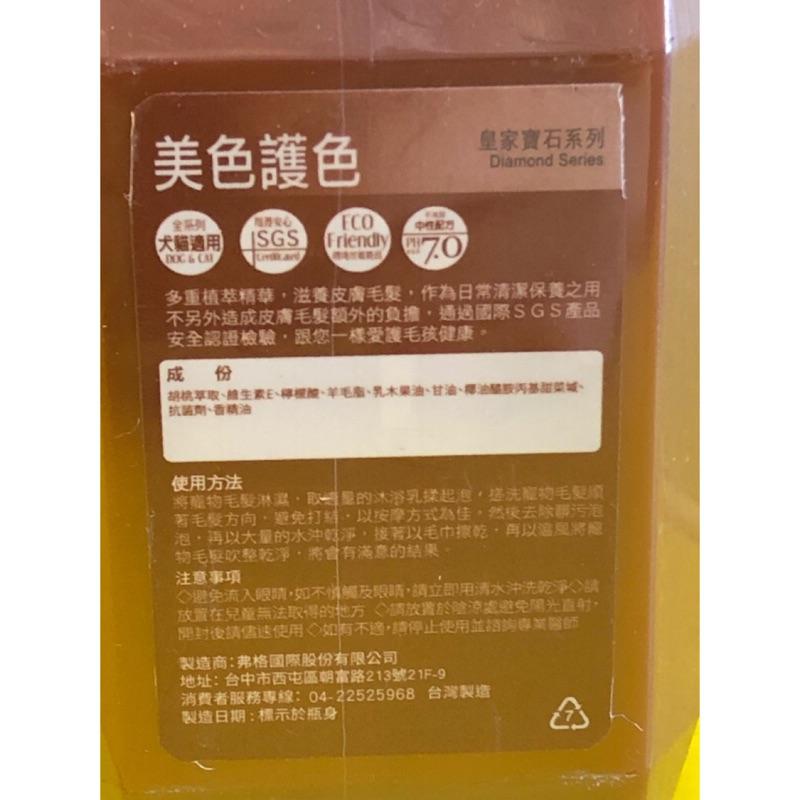 美色護色
皇家寶石系列
Diamond Series
全系列
犬貓適用
DOG & CAT
SGS
Certificated
ECO
Friendly
中性配方
PH
7.0
多重植萃精華，滋養皮膚毛髮，作為日常清潔保養之用
不另外造成皮膚毛髮額外的負擔，通過國際SGS產品
安全認證檢驗，跟您一樣愛護毛孩健康。
成 份
胡桃萃取、維生素E、檸檬酸、羊毛脂、乳木果油、甘油、椰油醯胺丙基甜菜堿、
抗菌劑、香精油
使用方法
將寵物毛髮淋濕，取適量的沐浴乳揉起泡，搓洗寵物毛髮順
著毛髮方向，避免打結，以按摩方式為佳，然後去除髒污泡
泡，再以大量的水沖乾淨，接著以毛巾擦乾，再以溫風將寵
物毛髮吹整乾淨，將會有滿意的結果。
注意事項
◇避免流入眼睛，如不慎觸及眼睛，請立即用清水沖洗乾淨◇請
放置在兒童無法取得的地方 ◇請放置於陰涼處避免陽光直射，
開封後請儘速使用◇如有不適，請停止使用並諮詢專業醫師
製造商：弗格國際股份有限公司
地址：台中市西屯區朝富路213號21F-9
消費者服務專線：04-22525968 台灣製造
製造日期：標示於瓶身
7